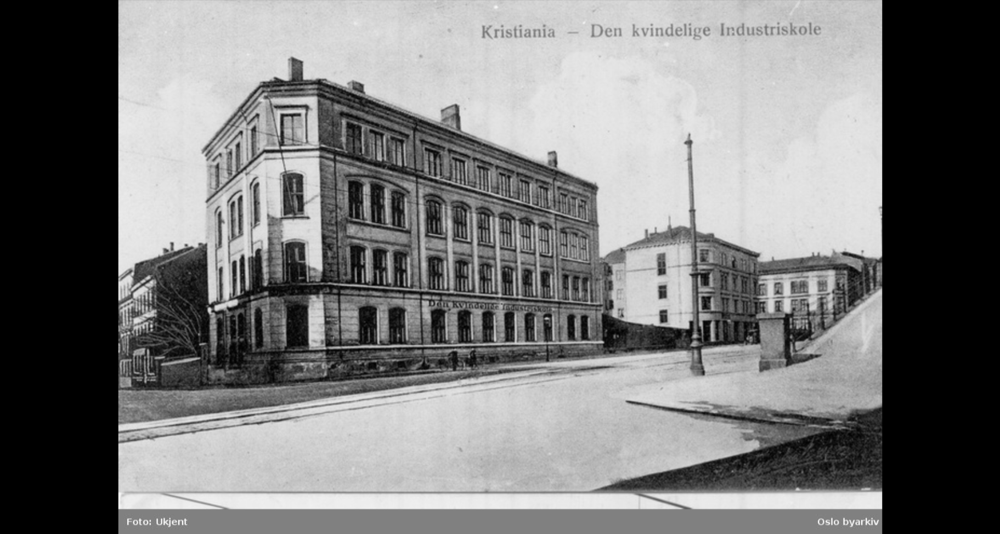 Kristiania – Den kvindelige Industriskole
Den Kvindelige Industriskole
Foto: Ukjent
Oslo byarkiv